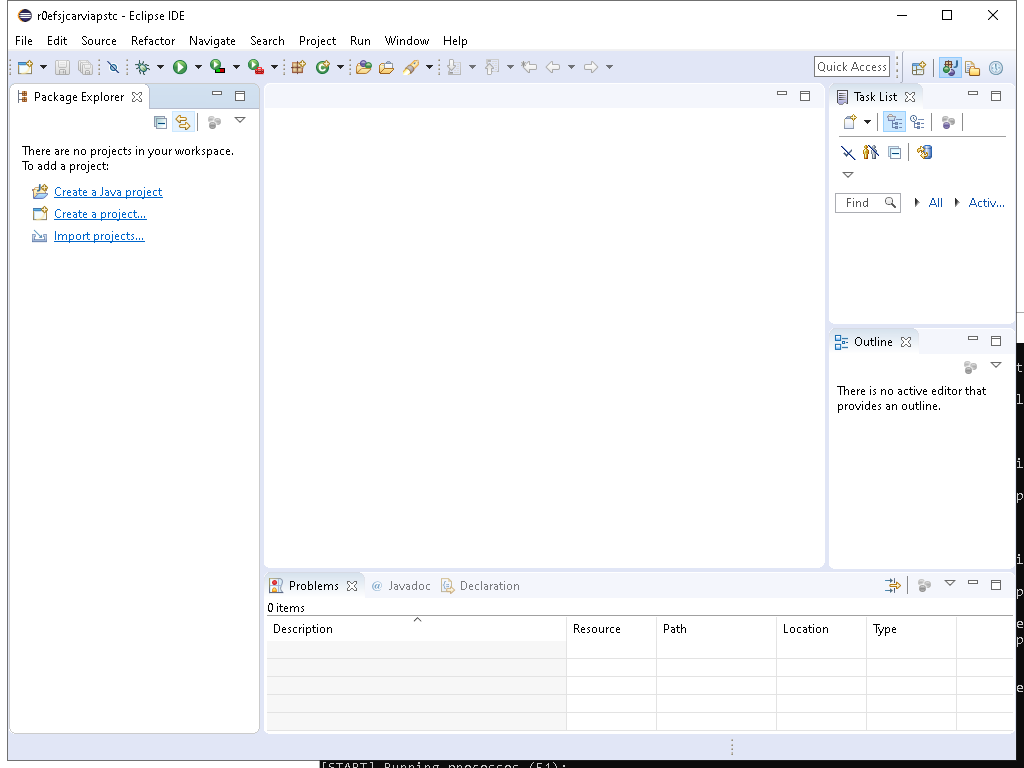 r0efsjcarviapstc - Eclipse IDE
File Edit Source Refactor Navigate Search Project Run Window Help
Quick Access
Package Explorer
Task List
There are no projects in your workspace.
To add a project:
Create a Java project
Create a project...
Import projects...
Find All Activ...
Outline
There is no active editor that
provides an outline.
Problems @ Javadoc Declaration
0 items
Description Resource Path Location Type
[START] Running processes (51):